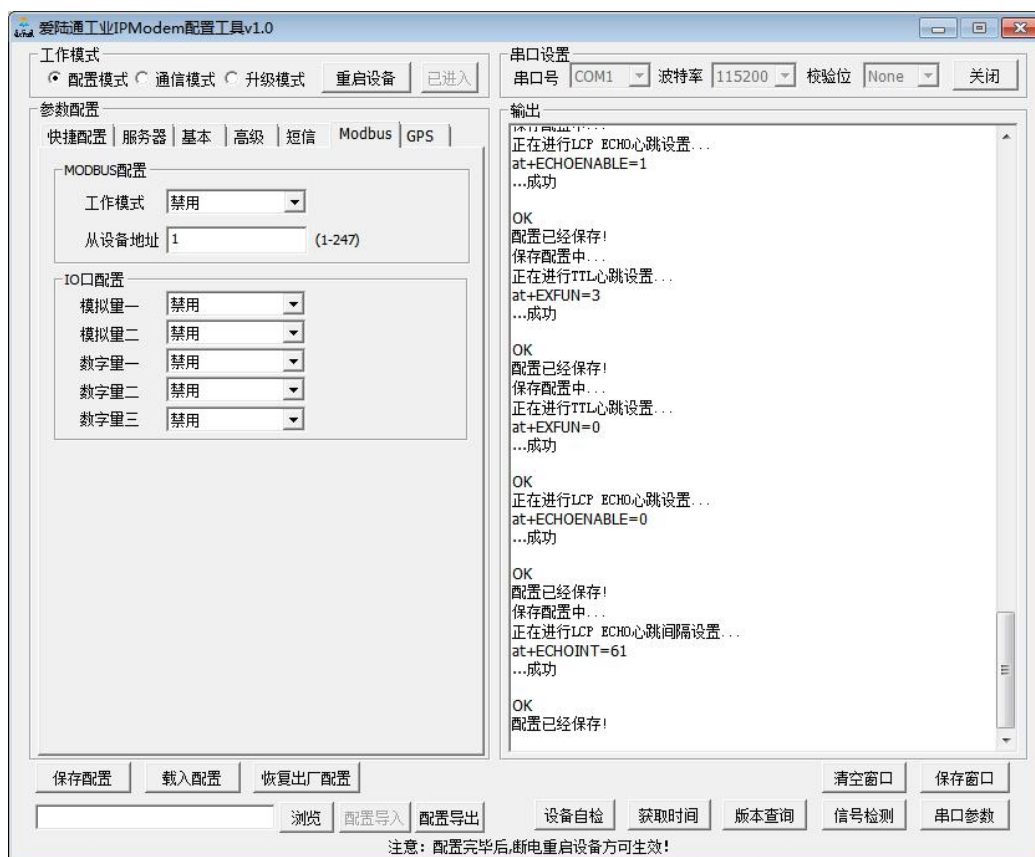 爱陆通工业IPModem配置工具v1.0
工作模式
配置模式 通信模式 升级模式 重启设备 已进入
串口设置
串口号 COM1 波特率 115200 校验位 None 关闭
参数配置
快捷配置 服务器 基本 高级 短信 Modbus GPS
MODBUS配置
工作模式 禁用
从设备地址 1 (1-247)
IO口配置
模拟量一 禁用
模拟量二 禁用
数字量一 禁用
数字量二 禁用
数字量三 禁用
输出
保存配置中...
正在进行LCP ECHO心跳设置...
at+ECHOENABLE=1
...成功
OK
配置已经保存!
保存配置中...
正在进行TTL心跳设置...
at+EXFUN=3
...成功
OK
配置已经保存!
保存配置中...
正在进行TTL心跳设置...
at+EXFUN=0
...成功
OK
正在进行LCP ECHO心跳设置...
at+ECHOENABLE=0
...成功
OK
配置已经保存!
保存配置中...
正在进行LCP ECHO心跳间隔设置...
at+ECHOINT=61
...成功
OK
配置已经保存!
保存配置 载入配置 恢复出厂配置 清空窗口 保存窗口
浏览 配置导入 配置导出 设备自检 获取时间 版本查询 信号检测 串口参数
注意: 配置完毕后,断电重启设备方可生效!